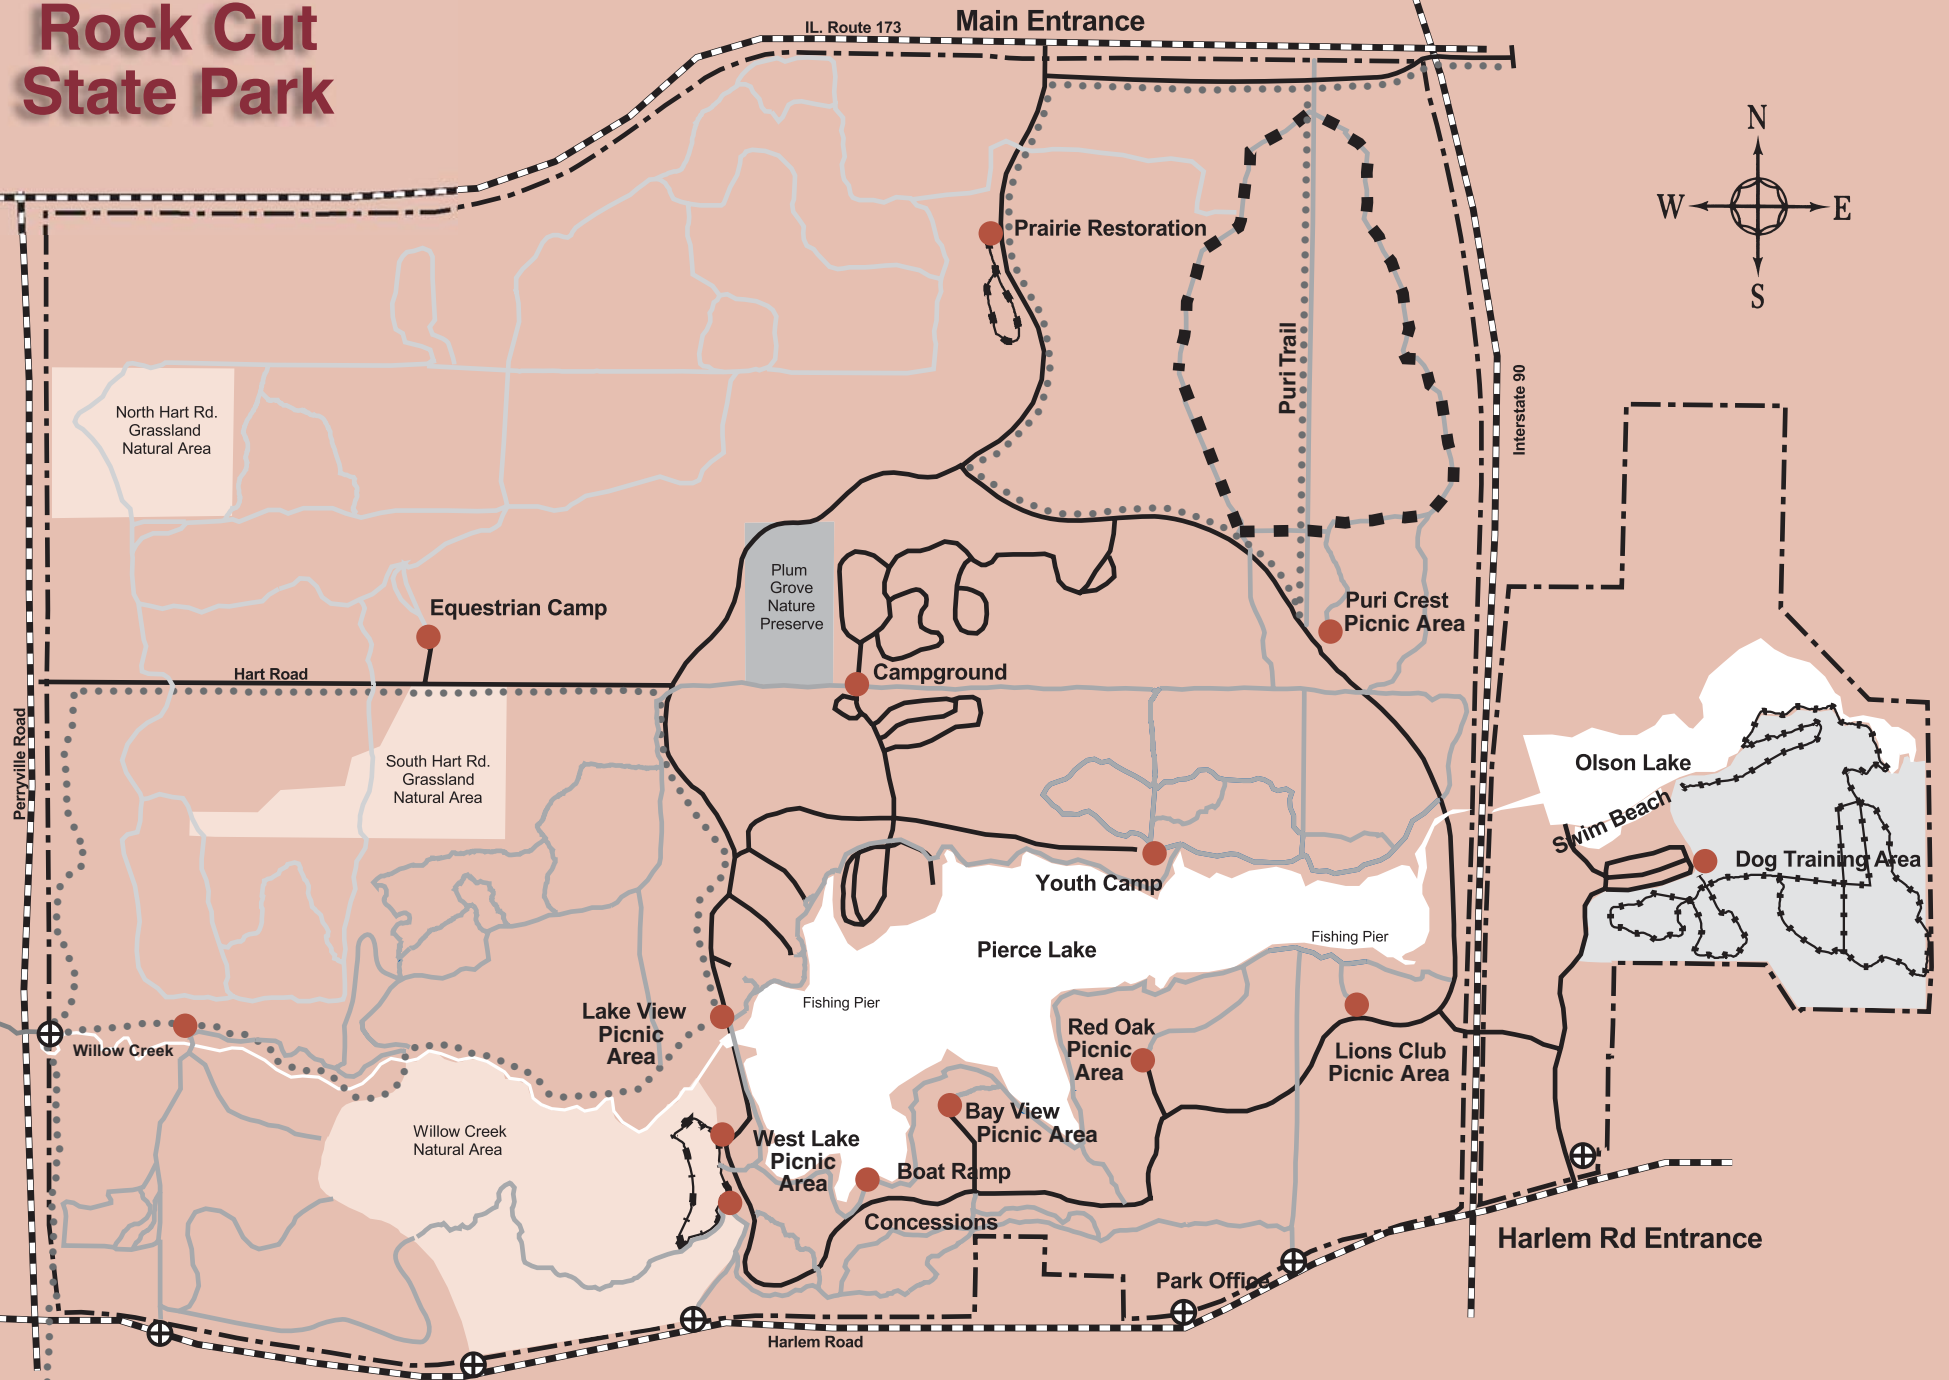 Rock Cut
State Park
IL. Route 173
Main Entrance
N
W
E
S
Prairie Restoration
Puri Trail
Interstate 90
North Hart Rd.
Grassland
Natural Area
Plum
Grove
Nature
Preserve
Equestrian Camp
Puri Crest
Picnic Area
Hart Road
Campground
Perryville Road
South Hart Rd.
Grassland
Natural Area
Olson Lake
Swim Beach
Dog Training Area
Youth Camp
Pierce Lake
Fishing Pier
Fishing Pier
Lake View
Picnic
Area
Red Oak
Picnic
Area
Lions Club
Picnic Area
Willow Creek
Bay View
Picnic Area
Willow Creek
Natural Area
West Lake
Picnic
Area
Boat Ramp
Concessions
Harlem Rd Entrance
Park Office
Harlem Road